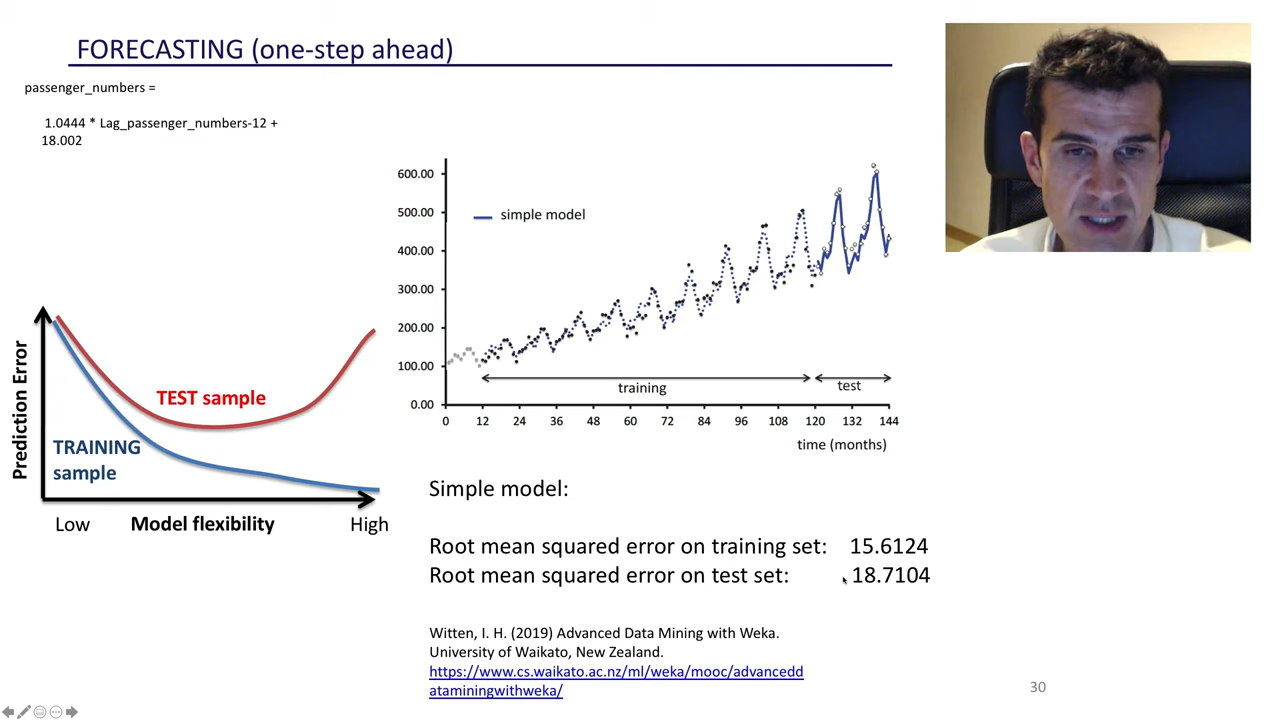 FORECASTING (one-step ahead)
passenger_numbers =
1.0444 * Lag_passenger_numbers-12 +
18.002
600.00
500.00
400.00
300.00
200.00
100.00
0.00
simple model
training
test
0 12 24 36 48 60 72 84 96 108 120 132 144
time (months)
Prediction Error
TEST sample
TRAINING
sample
Low Model flexibility High
Simple model:
Root mean squared error on training set: 15.6124
Root mean squared error on test set: 18.7104
Witten, I. H. (2019) Advanced Data Mining with Weka.
University of Waikato, New Zealand.
https://www.cs.waikato.ac.nz/ml/weka/mooc/advancedd
ataminingwithweka/
30